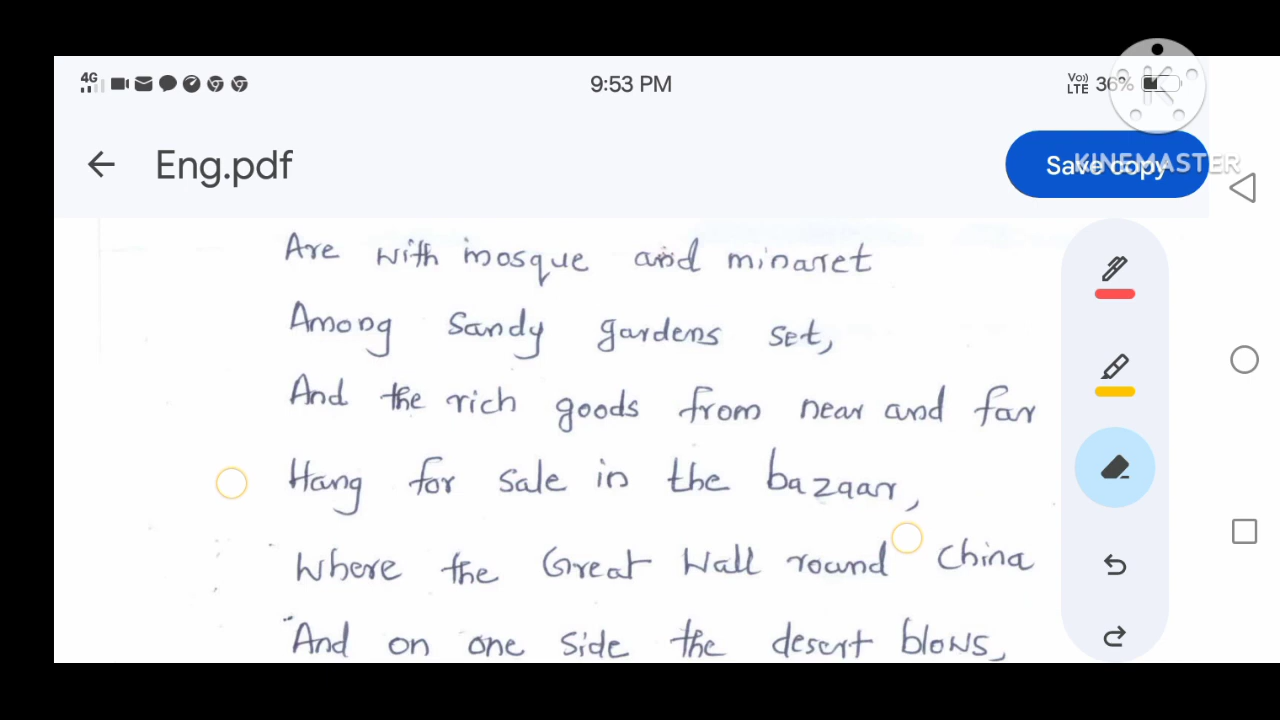 4G 9:53 PM Vo)) LTE 36%
Eng.pdf
Save copy
KINEMASTER
Are with mosque and minaret
Among sandy gardens set,
And the rich goods from near and far
Hang for sale in the bazaar,
Where the Great Wall round China
And on one side the desert blows,